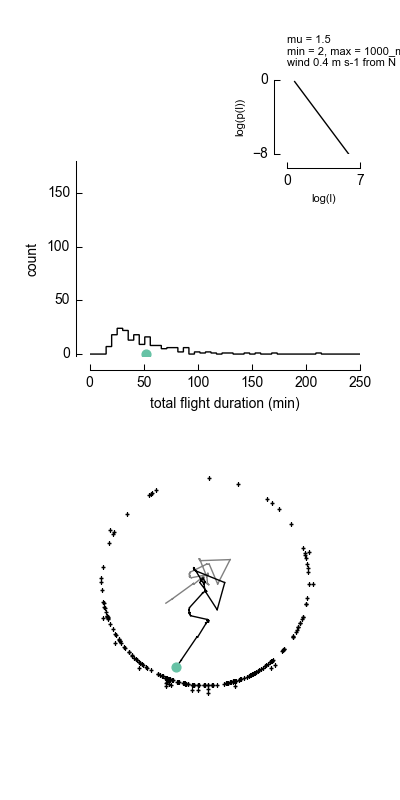 mu = 1.5
min = 2, max = 1000_m
wind 0.4 m s-1 from N
0
log(p(l))
−8
0
7
log(l)
150
100
50
0
count
0
50
100
150
200
250
total flight duration (min)